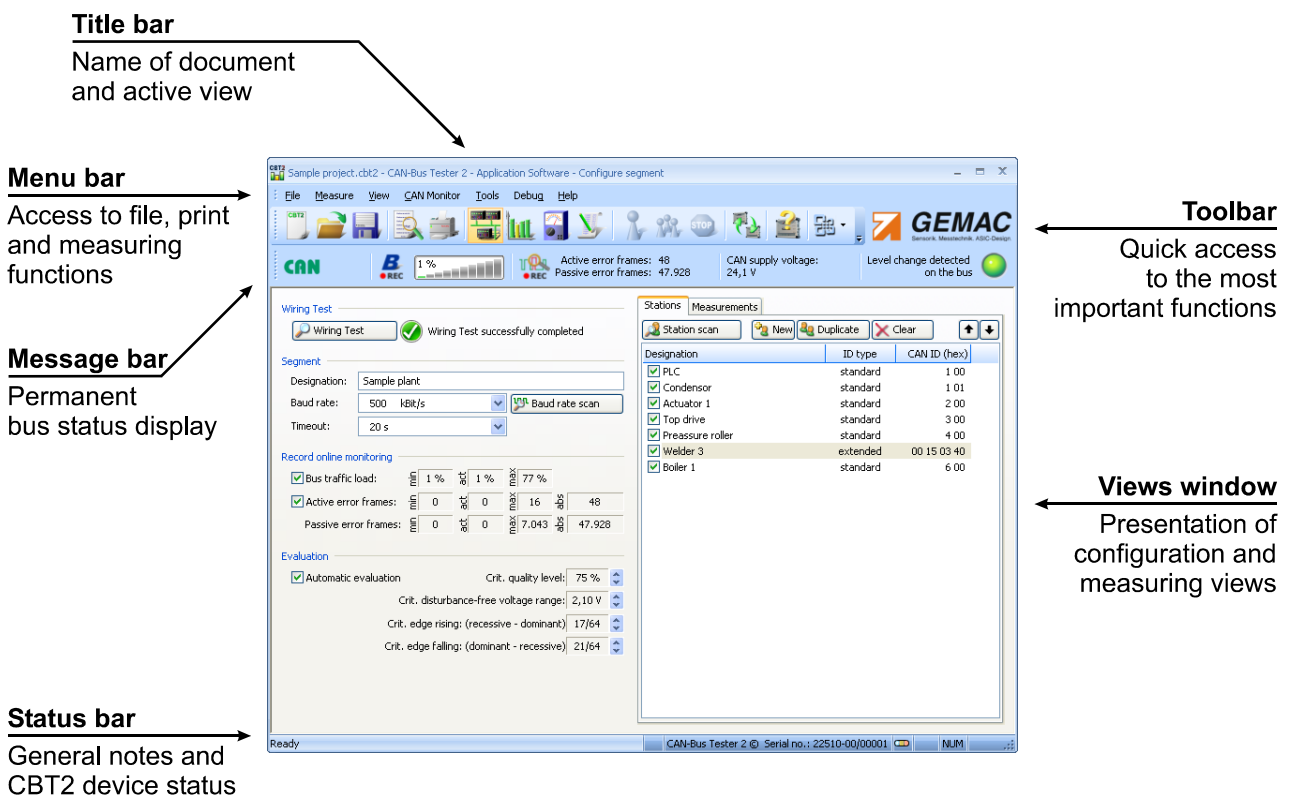 Title bar
Name of document
and active view
Menu bar
Access to file, print
and measuring
functions
Message bar
Permanent
bus status display
Status bar
General notes and
CBT2 device status
Toolbar
Quick access
to the most
important functions
Views window
Presentation of
configuration and
measuring views
CBT2 Sample project.cbt2 - CAN-Bus Tester 2 - Application Software - Configure segment
File Measure View CAN Monitor Tools Debug Help
CBT2 STOP GEMAC
Sensorik. Messtechnik. ASIC-Design
CAN B REC 1 % REC
Active error frames: 48
Passive error frames: 47.928
CAN supply voltage:
24,1 V
Level change detected
on the bus
Wiring Test
Wiring Test Wiring Test successfully completed
Segment
Designation: Sample plant
Baud rate: 500 kBit/s Baud rate scan
Timeout: 20 s
Record online monitoring
Bus traffic load: min 1 % act 1 % max 77 %
Active error frames: min 0 act 0 max 16 abs 48
Passive error frames: min 0 act 0 max 7.043 abs 47.928
Evaluation
Automatic evaluation Crit. quality level: 75 %
Crit. disturbance-free voltage range: 2,10 V
Crit. edge rising: (recessive - dominant) 17/64
Crit. edge falling: (dominant - recessive) 21/64
Stations Measurements
Station scan New Duplicate Clear
Designation ID type CAN ID (hex)
PLC standard 1 00
Condensor standard 1 01
Actuator 1 standard 2 00
Top drive standard 3 00
Preassure roller standard 4 00
Welder 3 extended 00 15 03 40
Boiler 1 standard 6 00
Ready CAN-Bus Tester 2 © Serial no.: 22510-00/00001 NUM